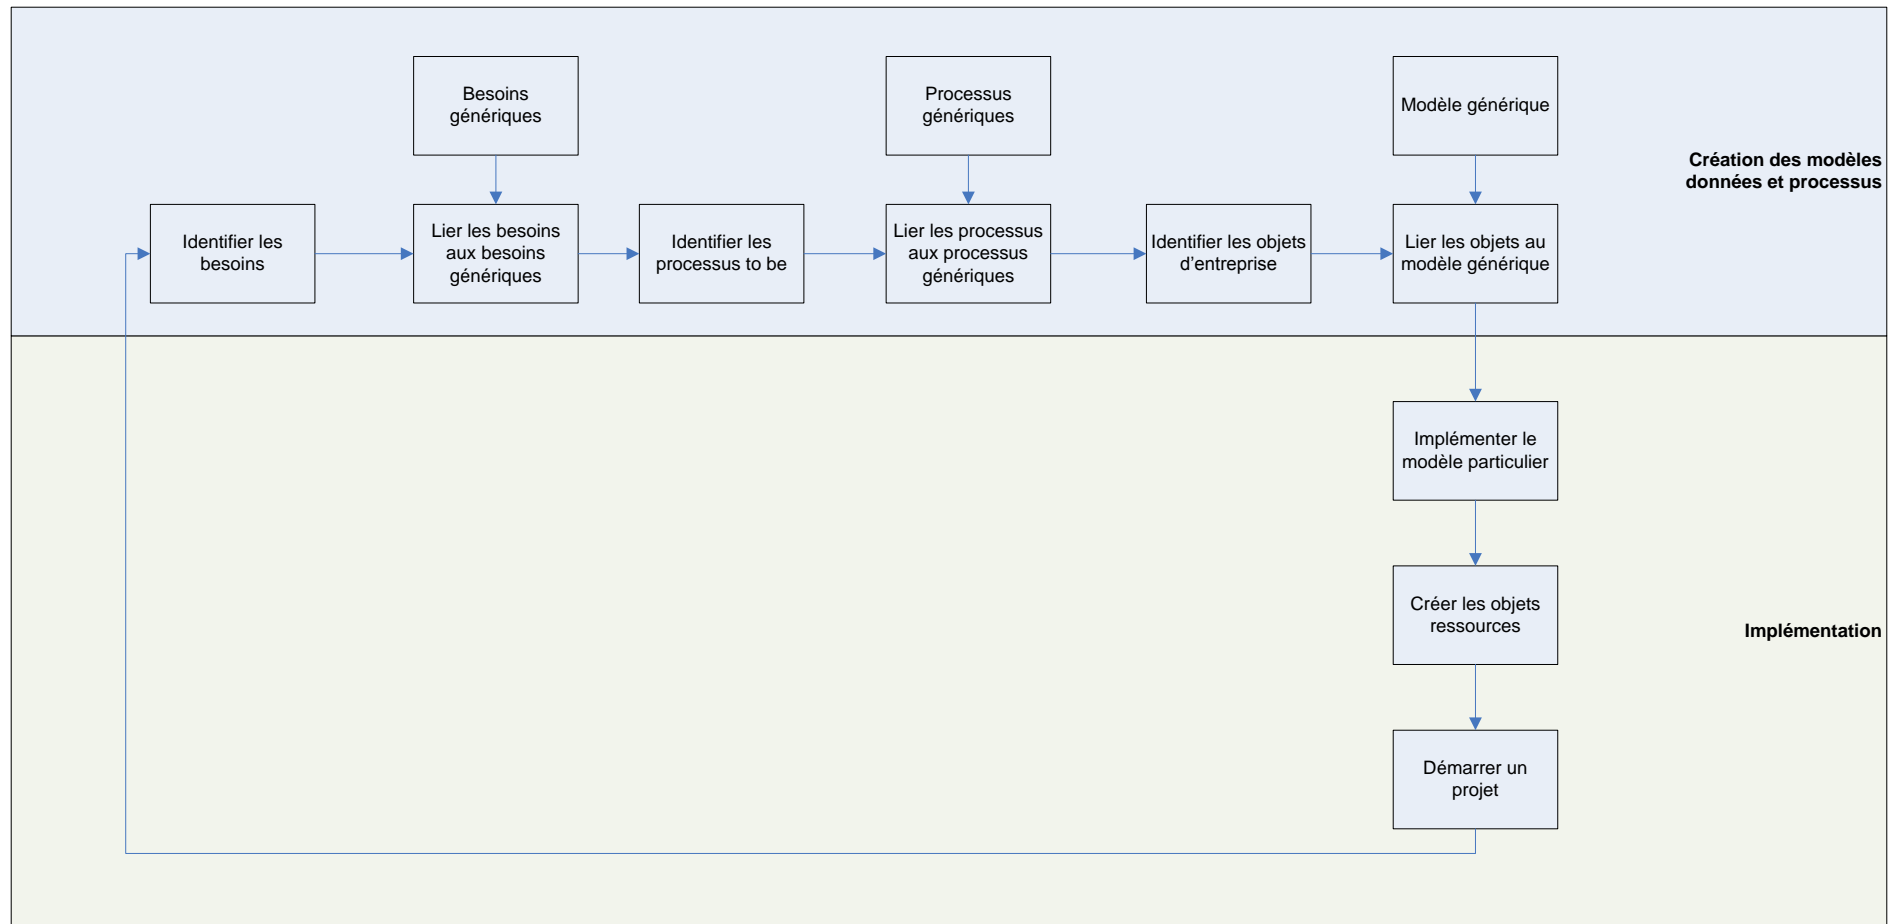 Besoins
génériques
Processus
génériques
Modèle générique
Création des modèles
données et processus
Identifier les
besoins
Lier les besoins
aux besoins
génériques
Identifier les
processus to be
Lier les processus
aux processus
génériques
Identifier les objets
d’entreprise
Lier les objets au
modèle générique
Implémenter le
modèle particulier
Créer les objets
ressources
Implémentation
Démarrer un
projet